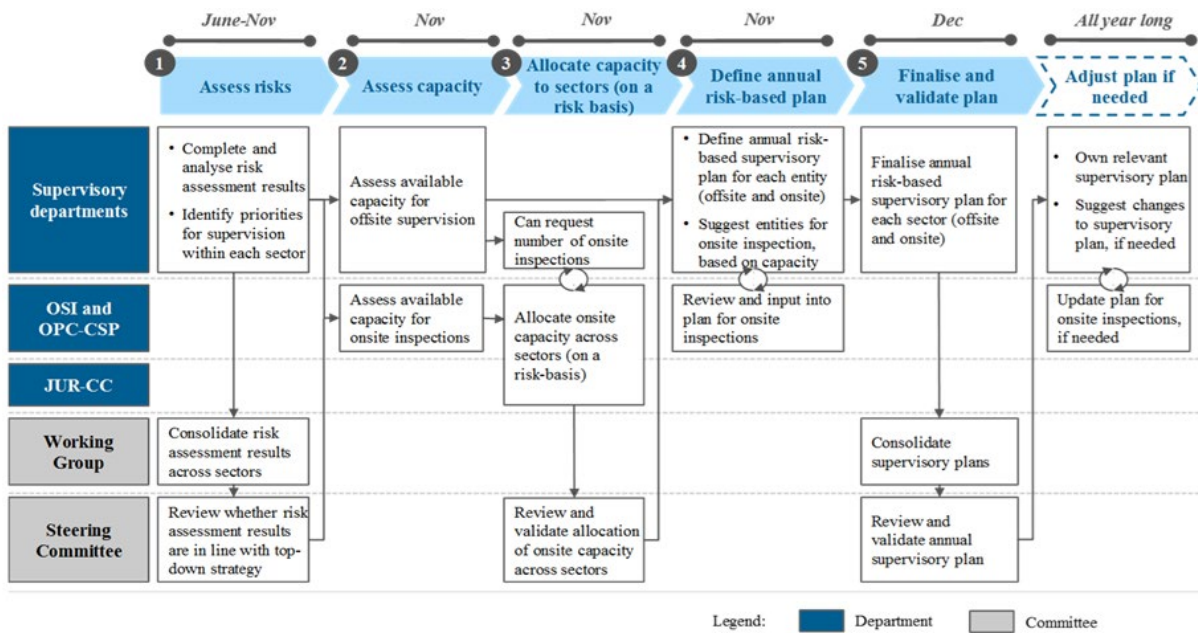 June-Nov
Nov
Nov
Nov
Dec
All year long
1
Assess risks
2
Assess capacity
3
Allocate capacity
to sectors (on a
risk basis)
4
Define annual
risk-based plan
5
Finalise and
validate plan
Adjust plan if
needed
Supervisory
departments
• Complete and
analyse risk
assessment results
• Identify priorities
for supervision
within each sector
Assess available
capacity for
offsite supervision
Can request
number of onsite
inspections
• Define annual risk-
based supervisory
plan for each entity
(offsite and onsite)
• Suggest entities for
onsite inspection,
based on capacity
Finalise annual
risk-based
supervisory plan for
each sector (offsite
and onsite)
• Own relevant
supervisory plan
• Suggest changes
to supervisory
plan, if needed
OSI and
OPC-CSP
Assess available
capacity for
onsite inspections
Allocate onsite
capacity across
sectors (on a
risk-basis)
Review and input into
plan for onsite
inspections
Update plan for
onsite inspections,
if needed
JUR-CC
Working
Group
Consolidate risk
assessment results
across sectors
Consolidate
supervisory plans
Steering
Committee
Review whether risk
assessment results
are in line with top-
down strategy
Review and
validate allocation
of onsite capacity
across sectors
Review and
validate annual
supervisory plan
Legend:
Department
Committee